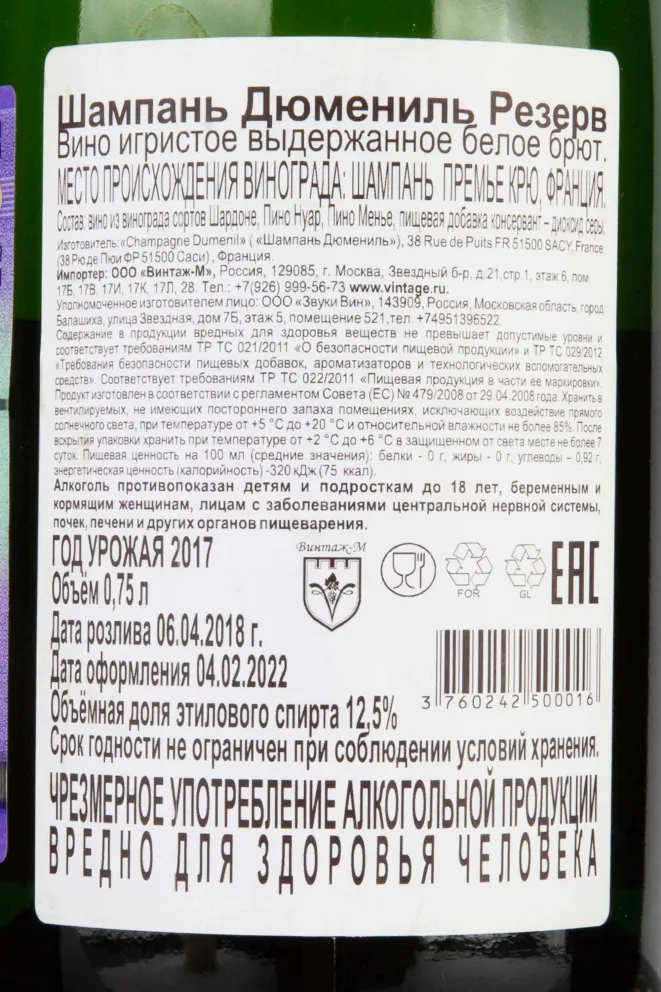 Шампань Дюмениль Резерв
Вино игристое выдержанное белое брют.
МЕСТО ПРОИСХОЖДЕНИЯ ВИНОГРАДА: ШАМПАНЬ ПРЕМЬЕ КРЮ, ФРАНЦИЯ.
Состав: вино из винограда сортов Шардоне, Пино Нуар, Пино Менье, пищевая добавка консервант – диоксид серы.
Изготовитель: «Champagne Dumenil» ( «Шампань Дюмениль»), 38 Rue de Puits FR 51500 SACY, France
(38 Рю де Пюи ФР 51500 Саси) , Франция.
Импортер: ООО «Винтаж-М», Россия, 129085, г. Москва, Звездный б-р, д.21,стр.1, этаж 6, пом.
17Б, 17В, 17И, 17К, 17Л, 28. Тел.: +7(926) 999-56-73 www.vintage.ru.
Уполномоченное изготовителем лицо: ООО «Звуки Вин», 143909, Россия, Московская область, город
Балашиха, улица Звездная, дом 7Б, этаж 5, помещение 521,тел. +74951396522
Содержание в продукции вредных для здоровья веществ не превышает допустимые уровни и
соответствует требованиям ТР ТС 021/2011 «О безопасности пищевой продукции» и ТР ТС 029/2012
«Требования безопасности пищевых добавок, ароматизаторов и технологических вспомогательных
средств». Соответствует требованиям ТР ТС 022/2011 «Пищевая продукция в части ее маркировки».
Продукт изготовлен в соответствии с регламентом Совета (ЕС) № 479/2008 от 29.04.2008 года. Хранить в
вентилируемых, не имеющих постороннего запаха помещениях, исключающих воздействие прямого
солнечного света, при температуре от +5 °С до +20 °С и относительной влажности не более 85%. После
вскрытия упаковки хранить при температуре от +2 °С до +6 °С в защищенном от света месте не более 7
суток. Пищевая ценность на 100 мл (средние значения): белки - 0 г, жиры - 0 г, углеводы – 0,92 г,
энергетическая ценность (калорийность) -320 кДж (75 ккал).
Алкоголь противопоказан детям и подросткам до 18 лет, беременным и
кормящим женщинам, лицам с заболеваниями центральной нервной системы,
почек, печени и других органов пищеварения.
ГОД УРОЖАЯ 2017
Винтаж-М
FOR
GL
EAC
Объём 0,75 л
Дата розлива 06.04.2018 г.
Дата оформления 04.02.2022
3 760242 500016
Объёмная доля этилового спирта 12,5%
Срок годности не ограничен при соблюдении условий хранения.
ЧРЕЗМЕРНОЕ УПОТРЕБЛЕНИЕ АЛКОГОЛЬНОЙ ПРОДУКЦИИ
ВРЕДНО ДЛЯ ЗДОРОВЬЯ ЧЕЛОВЕКА